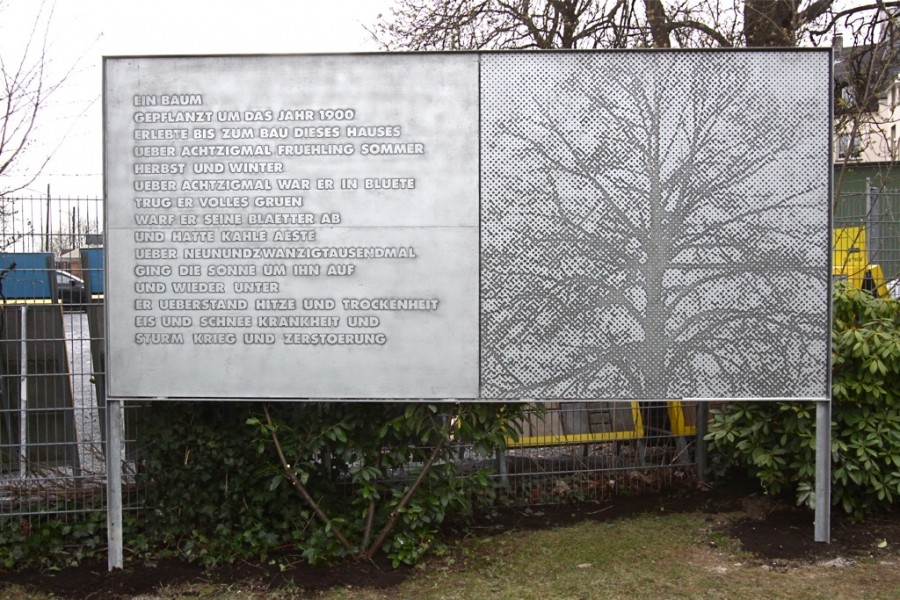 EIN BAUM
GEPFLANZT UM DAS JAHR 1900
ERLEBTE BIS ZUM BAU DIESES HAUSES
UEBER ACHTZIGMAL FRUEHLING SOMMER
HERBST UND WINTER
UEBER ACHTZIGMAL WAR ER IN BLUETE
TRUG ER VOLLES GRUEN
WARF ER SEINE BLAETTER AB
UND HATTE KAHLE AESTE
UEBER NEUNUNDZWANZIGTAUSENDMAL
GING DIE SONNE UM IHN AUF
UND WIEDER UNTER
ER UEBERSTAND HITZE UND TROCKENHEIT
EIS UND SCHNEE KRANKHEIT UND
STURM KRIEG UND ZERSTOERUNG